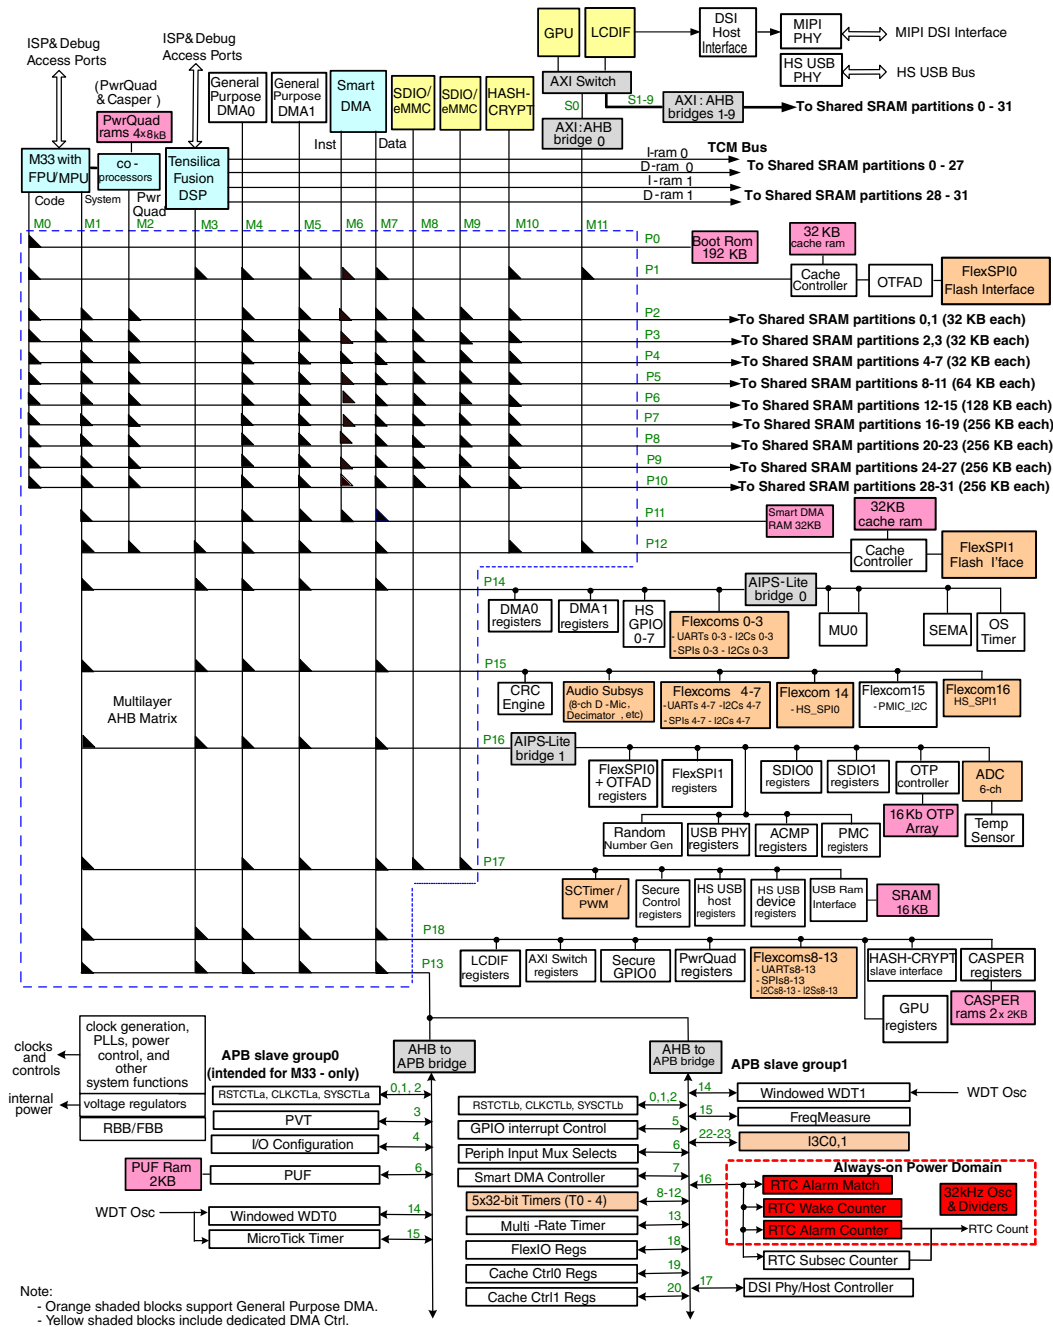 ISP& Debug
Access Ports
ISP& Debug
Access Ports
(PwrQuad
& Casper)
PwrQuad
rams 4x8kB
M33 with
FPU/MPU
co -
processors
Tensilica
Fusion
DSP
General
Purpose
DMA0
General
Purpose
DMA1
Smart
DMA
SDIO/
eMMC
SDIO/
eMMC
HASH-
CRYPT
GPU
LCDIF
AXI Switch
S0
S1-9
AXI:AHB
bridge 0
AXI : AHB
bridges 1-9
DSI
Host
Interface
MIPI
PHY
MIPI DSI Interface
HS USB
PHY
HS USB Bus
To Shared SRAM partitions 0 - 31
Inst
Data
Code
System
Pwr
Quad
I-ram 0
D-ram 0
I-ram 1
D-ram 1
TCM Bus
To Shared SRAM partitions 0 - 27
To Shared SRAM partitions 28 - 31
M0
M1
M2
M3
M4
M5
M6
M7
M8
M9
M10
M11
P0
Boot Rom
192 KB
32 KB
cache ram
P1
Cache
Controller
OTFAD
FlexSPI0
Flash Interface
P2
To Shared SRAM partitions 0,1 (32 KB each)
P3
To Shared SRAM partitions 2,3 (32 KB each)
P4
To Shared SRAM partitions 4-7 (32 KB each)
P5
To Shared SRAM partitions 8-11 (64 KB each)
P6
To Shared SRAM partitions 12-15 (128 KB each)
P7
To Shared SRAM partitions 16-19 (256 KB each)
P8
To Shared SRAM partitions 20-23 (256 KB each)
P9
To Shared SRAM partitions 24-27 (256 KB each)
P10
To Shared SRAM partitions 28-31 (256 KB each)
P11
Smart DMA
RAM 32KB
32KB
cache ram
P12
Cache
Controller
FlexSPI1
Flash I'face
P14
AIPS-Lite
bridge 0
DMA0
registers
DMA1
registers
HS
GPIO
0-7
Flexcoms 0-3
- UARTs 0-3 - I2Cs 0-3
- SPIs 0-3 - I2Cs 0-3
MU0
SEMA
OS
Timer
P15
CRC
Engine
Audio Subsys
(8-ch D -Mic,
Decimator , etc)
Flexcoms 4-7
-UARTs 4-7 -I2Cs 4-7
- SPIs 4-7 - I2Cs 4-7
Flexcom 14
- HS_SPI0
Flexcom15
- PMIC_I2C
Flexcom16
HS_SPI1
Multilayer
AHB Matrix
P16
AIPS-Lite
bridge 1
FlexSPI0
+ OTFAD
registers
FlexSPI1
registers
SDIO0
registers
SDIO1
registers
OTP
controller
ADC
6-ch
Random
Number Gen
USB PHY
registers
ACMP
registers
PMC
registers
16Kb OTP
Array
Temp
Sensor
P17
SCTimer /
PWM
Secure
Control
registers
HS USB
host
registers
HS USB
device
registers
USB Ram
Interface
SRAM
16 KB
P18
LCDIF
registers
AXI Switch
registers
Secure
GPIO0
PwrQuad
registers
Flexcoms8-13
- UARTs8-13
- SPIs8-13
- I2Cs8-13 - I2Ss8-13
HASH-CRYPT
slave interface
CASPER
registers
P13
GPU
registers
CASPER
rams 2x 2KB
clock generation,
PLLs, power
control, and
other
system functions
clocks
and
controls
internal
power
voltage regulators
RBB/FBB
APB slave group0
(intended for M33 - only)
AHB to
APB bridge
AHB to
APB bridge
APB slave group1
RSTCTLa, CLKCTLa, SYSCTLa
0,1, 2
PVT
3
I/O Configuration
4
PUF Ram
2KB
PUF
6
WDT Osc
Windowed WDT0
14
MicroTick Timer
15
RSTCTLb, CLKCTLb, SYSCTLb
0,1,2
GPIO interrupt Control
5
Periph Input Mux Selects
6
Smart DMA Controller
7
5x32-bit Timers (T0 - 4)
8-12
Multi -Rate Timer
13
FlexIO Regs
18
Cache Ctrl0 Regs
19
Cache Ctrl1 Regs
20
14
Windowed WDT1
WDT Osc
15
FreqMeasure
22-23
I3C0,1
Always-on Power Domain
16
RTC Alarm Match
RTC Wake Counter
RTC Alarm Counter
32kHz Osc
& Dividers
RTC Count
RTC Subsec Counter
17
DSI Phy/Host Controller
Note:
- Orange shaded blocks support General Purpose DMA.
- Yellow shaded blocks include dedicated DMA Ctrl.